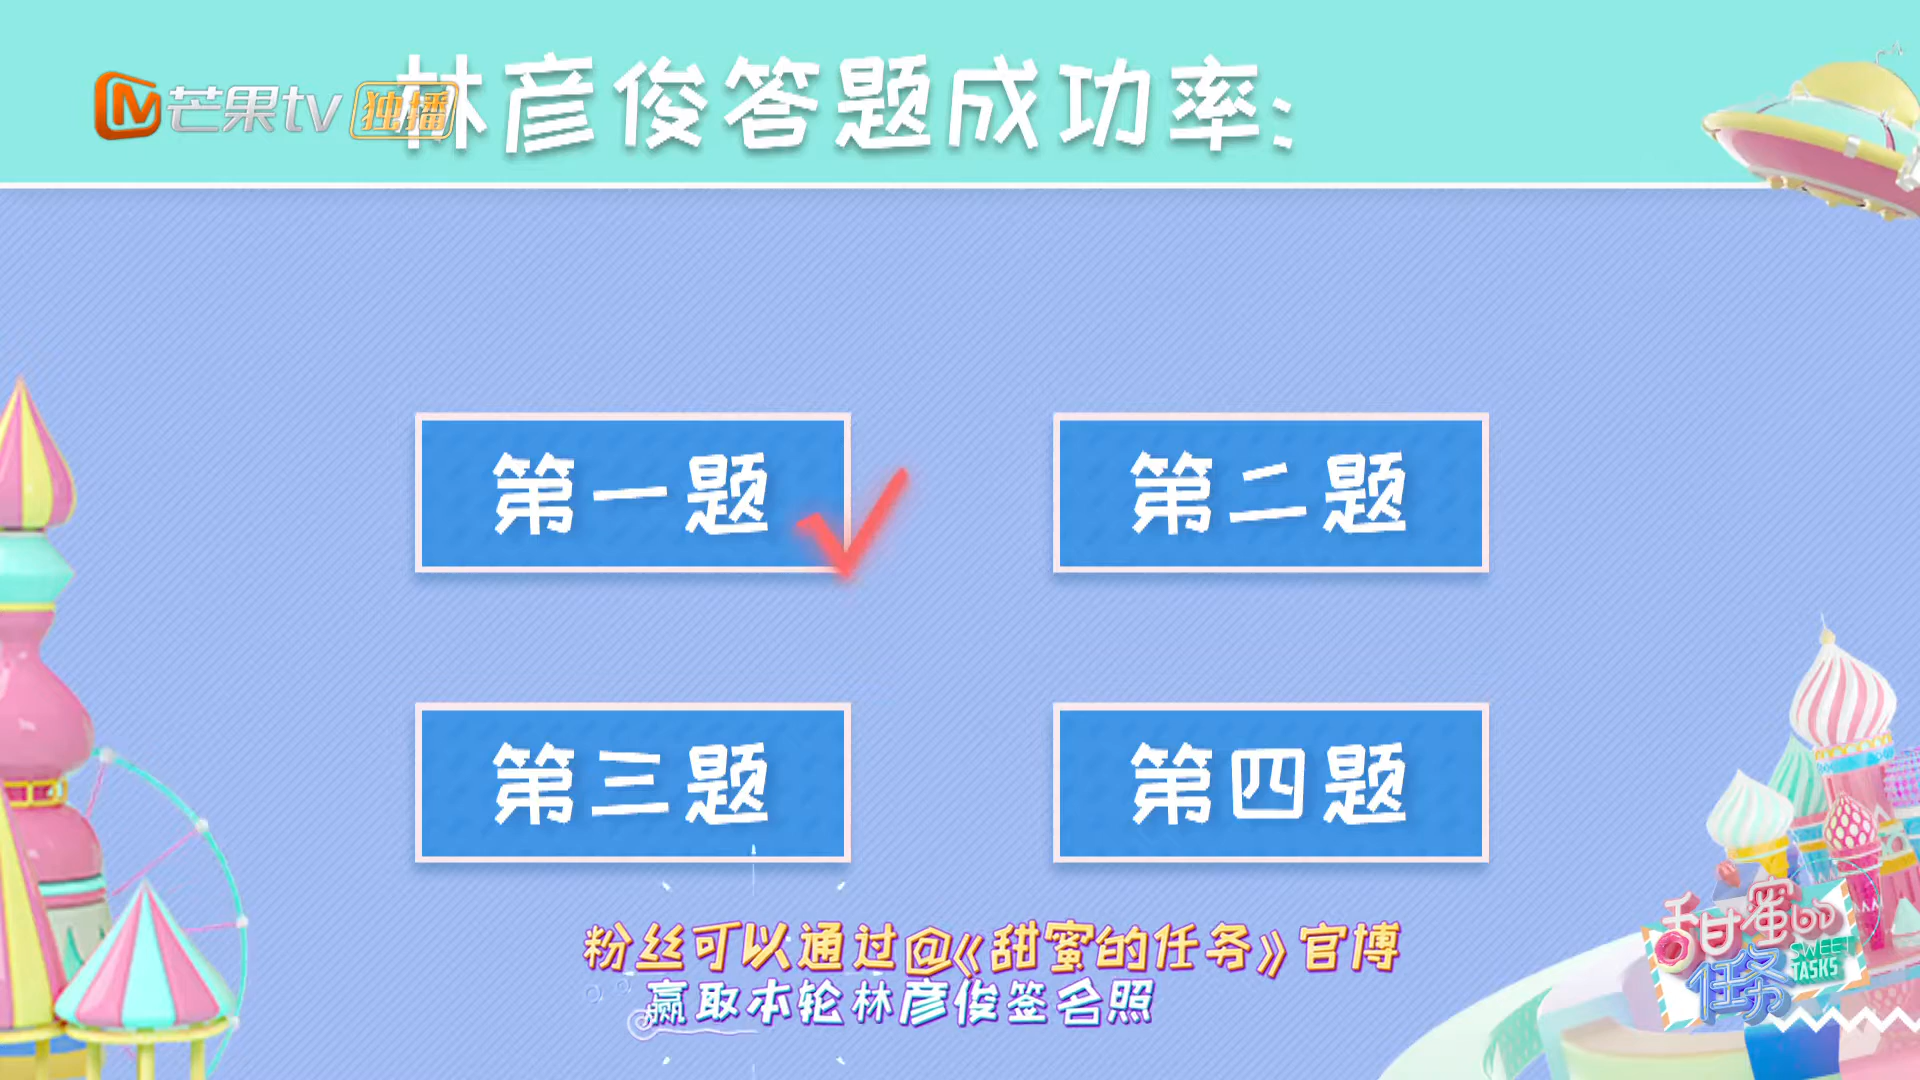 芒果tv 独播
林彦俊答题成功率:
第一题
第二题
第三题
第四题
粉丝可以通过@《甜蜜的任务》官博
赢取本轮林彦俊签名照
甜蜜的
任务
SWEET
TASKS